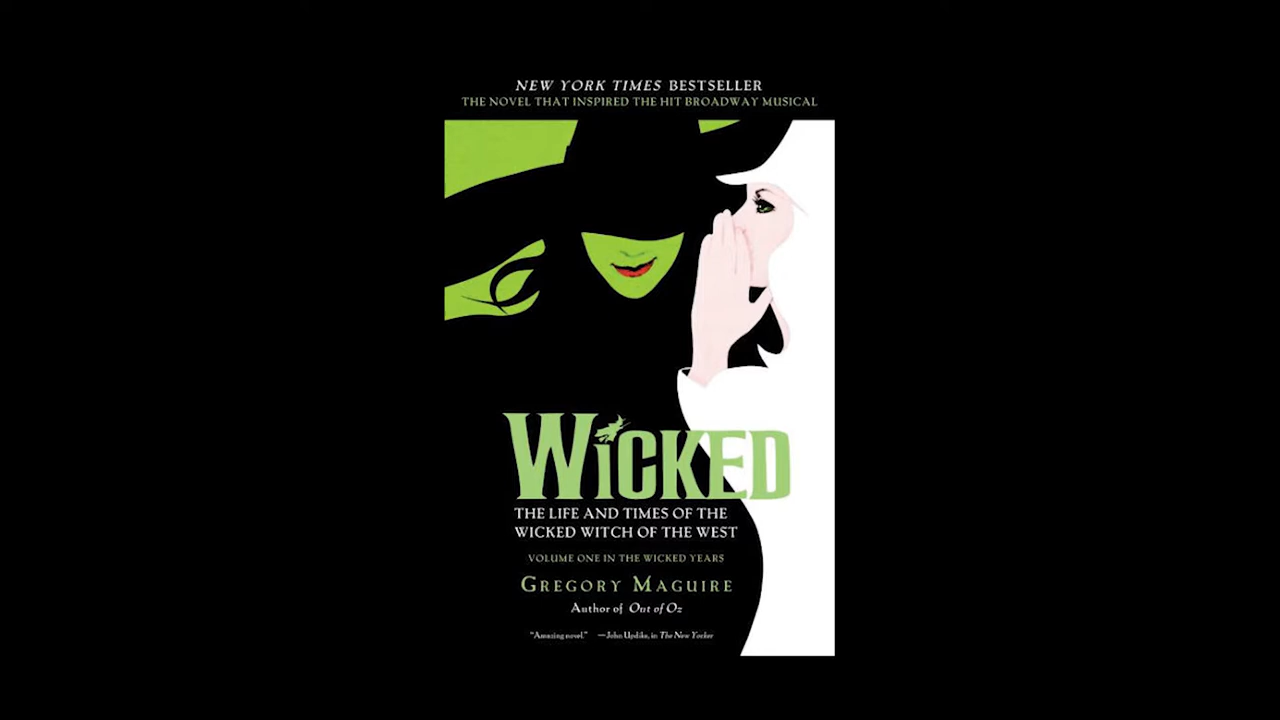 NEW YORK TIMES BESTSELLER
THE NOVEL THAT INSPIRED THE HIT BROADWAY MUSICAL
WICKED
THE LIFE AND TIMES OF THE
WICKED WITCH OF THE WEST
VOLUME ONE IN THE WICKED YEARS
GREGORY MAGUIRE
Author of Out of Oz
"Amazing novel." —John Updike, in The New Yorker